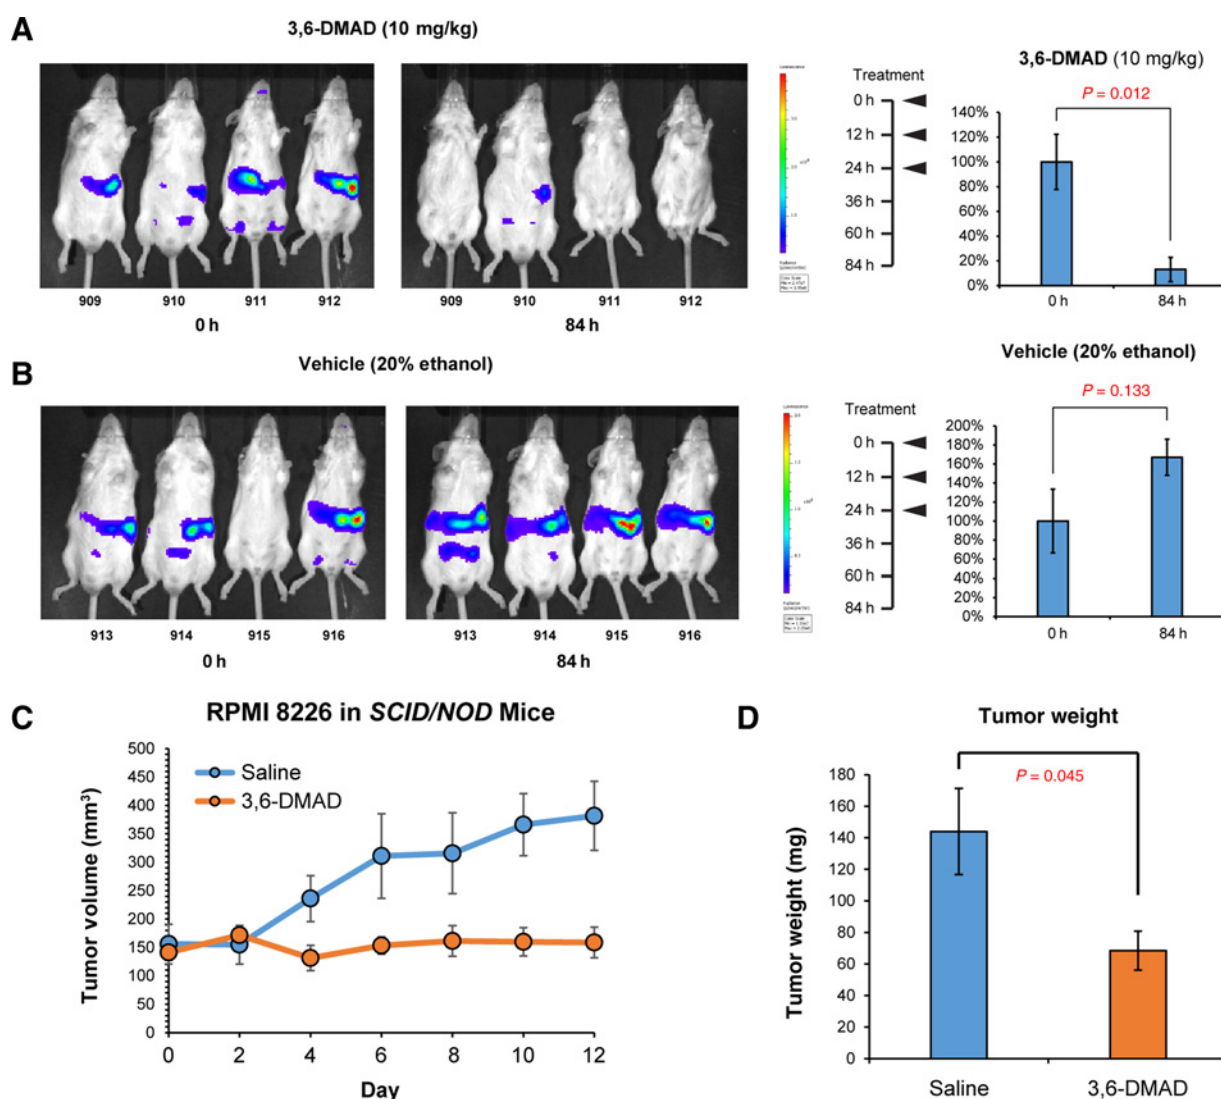 A
3,6-DMAD (10 mg/kg)
909
910
911
912
0 h
909
910
911
912
84 h
Treatment
0 h
12 h
24 h
36 h
60 h
84 h
3,6-DMAD (10 mg/kg)
P = 0.012
140%
120%
100%
80%
60%
40%
20%
0%
0 h
84 h
B
Vehicle (20% ethanol)
913
914
915
916
0 h
913
914
915
916
84 h
Treatment
0 h
12 h
24 h
36 h
60 h
84 h
Vehicle (20% ethanol)
P = 0.133
200%
180%
160%
140%
120%
100%
80%
60%
40%
20%
0%
0 h
84 h
C
RPMI 8226 in SCID/NOD Mice
Saline
3,6-DMAD
Tumor volume (mm³)
500
450
400
350
300
250
200
150
100
50
0
0
2
4
6
8
10
12
Day
D
Tumor weight
P = 0.045
Tumor weight (mg)
180
160
140
120
100
80
60
40
20
0
Saline
3,6-DMAD